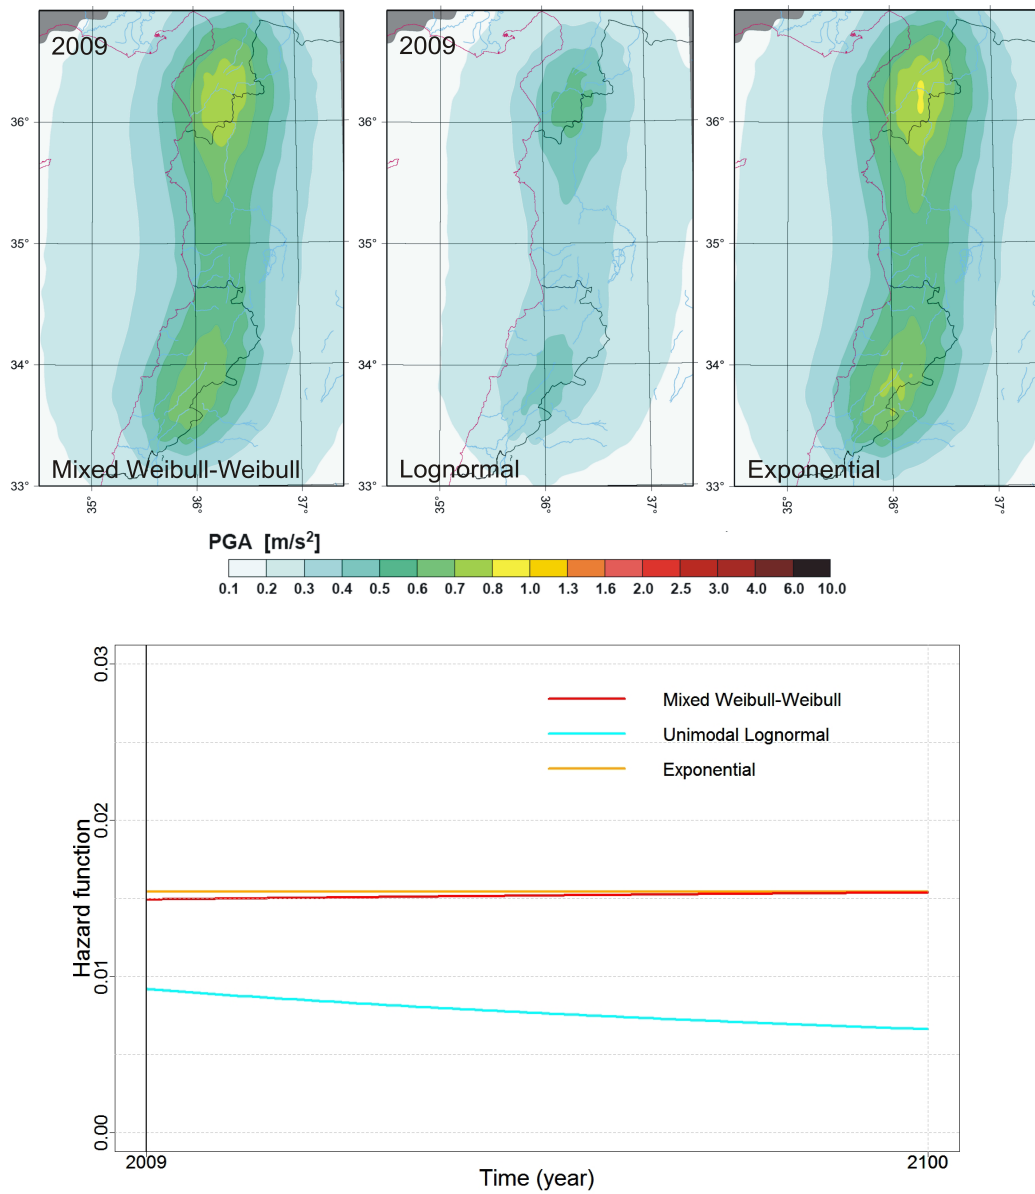 2009
2009
36°
36°
36°
35°
35°
35°
34°
34°
34°
Mixed Weibull-Weibull
Lognormal
Exponential
33°
33°
33°
35°
36°
37°
35°
36°
37°
35°
36°
37°
PGA [m/s²]
0.1 0.2 0.3 0.4 0.5 0.6 0.7 0.8 1.0 1.3 1.6 2.0 2.5 3.0 4.0 6.0 10.0
0.03
Mixed Weibull-Weibull
Unimodal Lognormal
Exponential
0.02
Hazard function
0.01
0.00
2009
2100
Time (year)